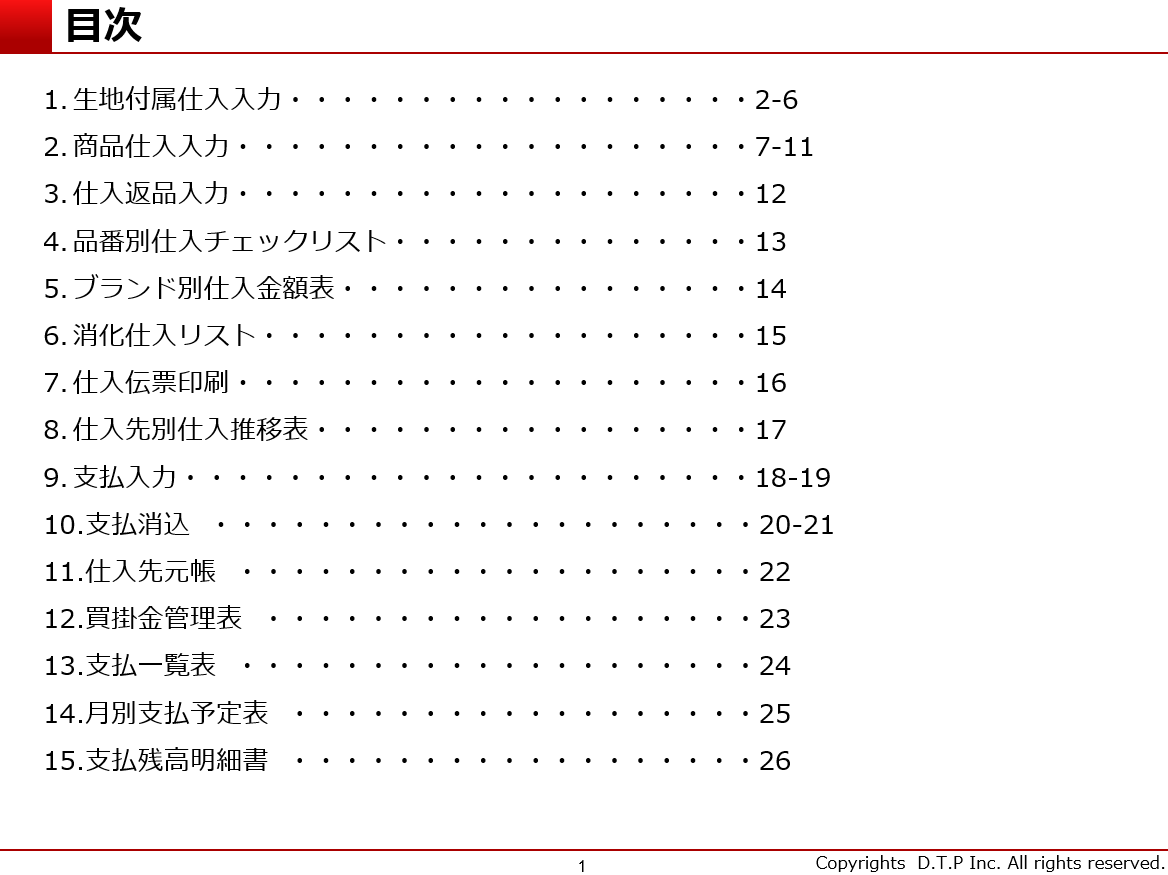 目次
1. 生地付属仕入入力・・・・・・・・・・・・・・・・・・2-6
2. 商品仕入入力・・・・・・・・・・・・・・・・・・・・7-11
3. 仕入返品入力・・・・・・・・・・・・・・・・・・・・12
4. 品番別仕入チェックリスト・・・・・・・・・・・・・・13
5. ブランド別仕入金額表・・・・・・・・・・・・・・・・14
6. 消化仕入リスト・・・・・・・・・・・・・・・・・・・15
7. 仕入伝票印刷・・・・・・・・・・・・・・・・・・・・16
8. 仕入先別仕入推移表・・・・・・・・・・・・・・・・・17
9. 支払入力・・・・・・・・・・・・・・・・・・・・・・18-19
10.支払消込　・・・・・・・・・・・・・・・・・・・・・20-21
11.仕入先元帳　・・・・・・・・・・・・・・・・・・・・22
12.買掛金管理表　・・・・・・・・・・・・・・・・・・・23
13.支払一覧表　・・・・・・・・・・・・・・・・・・・・24
14.月別支払予定表　・・・・・・・・・・・・・・・・・・25
15.支払残高明細書　・・・・・・・・・・・・・・・・・・26
1
Copyrights D.T.P Inc. All rights reserved.